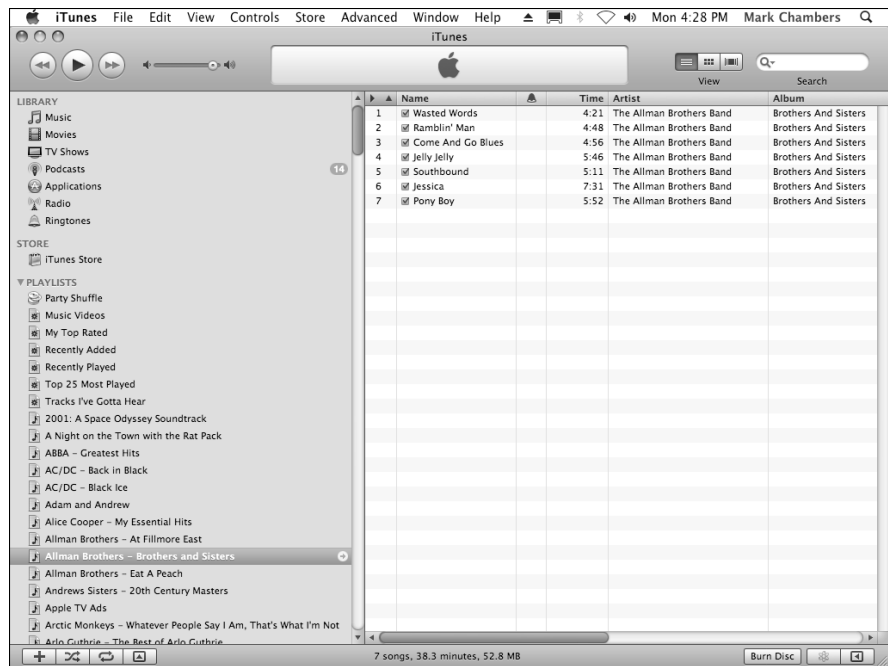 iTunes File Edit View Controls Store Advanced Window Help Mon 4:28 PM Mark Chambers
iTunes
View Search
LIBRARY
Music
Movies
TV Shows
Podcasts 14
Applications
Radio
Ringtones
STORE
iTunes Store
PLAYLISTS
Party Shuffle
Music Videos
My Top Rated
Recently Added
Recently Played
Top 25 Most Played
Tracks I've Gotta Hear
2001: A Space Odyssey Soundtrack
A Night on the Town with the Rat Pack
ABBA – Greatest Hits
AC/DC – Back in Black
AC/DC – Black Ice
Adam and Andrew
Alice Cooper – My Essential Hits
Allman Brothers – At Fillmore East
Allman Brothers – Brothers and Sisters
Allman Brothers – Eat A Peach
Andrews Sisters – 20th Century Masters
Apple TV Ads
Arctic Monkeys – Whatever People Say I Am, That's What I'm Not
Arlo Guthrie – The Best of Arlo Guthrie
Name Time Artist Album
1 Wasted Words 4:21 The Allman Brothers Band Brothers And Sisters
2 Ramblin' Man 4:48 The Allman Brothers Band Brothers And Sisters
3 Come And Go Blues 4:56 The Allman Brothers Band Brothers And Sisters
4 Jelly Jelly 5:46 The Allman Brothers Band Brothers And Sisters
5 Southbound 5:11 The Allman Brothers Band Brothers And Sisters
6 Jessica 7:31 The Allman Brothers Band Brothers And Sisters
7 Pony Boy 5:52 The Allman Brothers Band Brothers And Sisters
7 songs, 38.3 minutes, 52.8 MB
Burn Disc